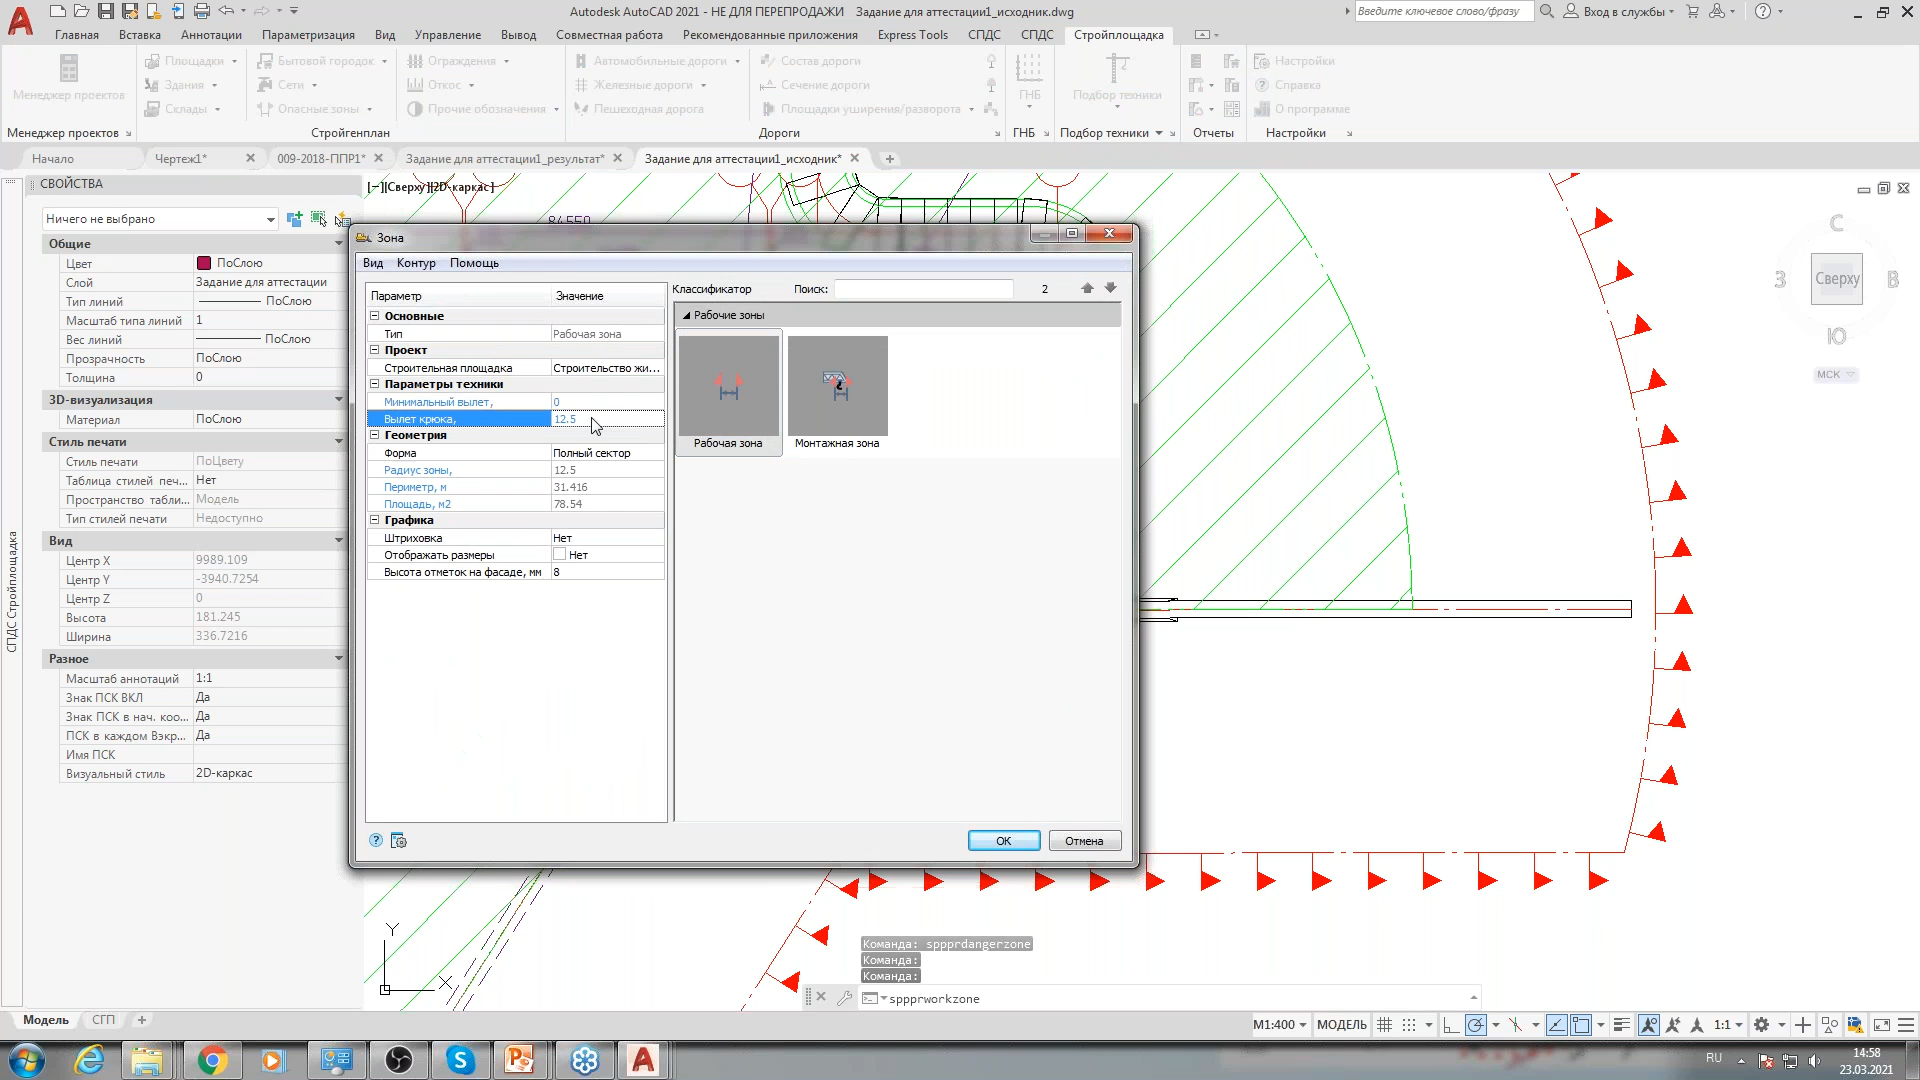 Autodesk AutoCAD 2021 - НЕ ДЛЯ ПЕРЕПРОДАЖИ Задание для аттестации1_исходник.dwg
Введите ключевое слово/фразу
Вход в службы
Главная Вставка Аннотации Параметризация Вид Управление Вывод Совместная работа Рекомендованные приложения Express Tools СПДС СПДС Стройплощадка
Площадки Бытовой городок Ограждения Автомобильные дороги Состав дороги Настройки
Здания Сети Откос Железные дороги Сечение дороги Справка
Менеджер проектов ГНБ Подбор техники
Склады Опасные зоны Прочие обозначения Пешеходная дорога Площадки уширения/разворота О программе
Менеджер проектов Стройгенплан Дороги ГНБ Подбор техники Отчеты Настройки
Начало Чертеж1* 009-2018-ППР1* Задание для аттестации1_результат* Задание для аттестации1_исходник*
СВОЙСТВА
[−][Сверху][2D-каркас]
Ничего не выбрано
84.550
Общие
Цвет ПоСлою
Слой Задание для аттестации
Тип линий ПоСлою
Масштаб типа линий 1
Вес линий ПоСлою
Прозрачность ПоСлою
Толщина 0
3D-визуализация
Материал ПоСлою
Стиль печати
Стиль печати ПоЦвету
Таблица стилей печ... Нет
Пространство табли... Модель
Тип стилей печати Недоступно
Вид
Центр X 9989.109
Центр Y -3940.7254
Центр Z 0
Высота 181.245
Ширина 336.7216
Разное
Масштаб аннотаций 1:1
Знак ПСК ВКЛ Да
Знак ПСК в нач. коо... Да
ПСК в каждом Вэкр... Да
Имя ПСК
Визуальный стиль 2D-каркас
СПДС Стройплощадка
Зона
Вид Контур Помощь
Параметр Значение
Основные
Тип Рабочая зона
Проект
Строительная площадка Строительство жи...
Параметры техники
Минимальный вылет, 0
Вылет крюка, 12.5
Геометрия
Форма Полный сектор
Радиус зоны, 12.5
Периметр, м 31.416
Площадь, м2 78.54
Графика
Штриховка Нет
Отображать размеры Нет
Высота отметок на фасаде, мм 8
Классификатор Поиск: 2
Рабочие зоны
Рабочая зона Монтажная зона
OK Отмена
С
З Сверху В
Ю
МСК
Y
X
Команда: sppprdangerzone
Команда:
Команда:
sppprworkzone
Модель СГП
М1:400 МОДЕЛЬ 1:1
RU
14:58
23.03.2021